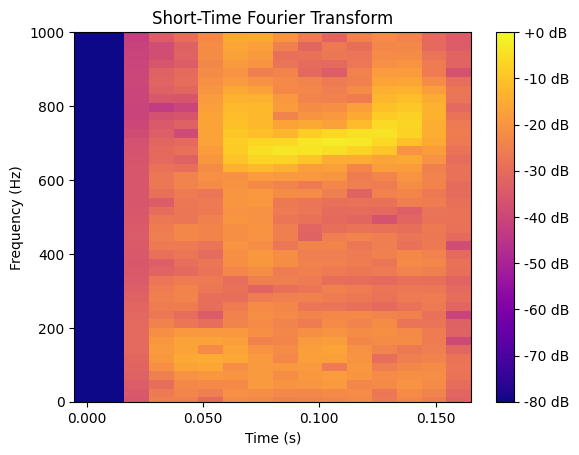 Short-Time Fourier Transform
1000
800
600
400
200
0
Frequency (Hz)
0.000
0.050
0.100
0.150
Time (s)
+0 dB
-10 dB
-20 dB
-30 dB
-40 dB
-50 dB
-60 dB
-70 dB
-80 dB